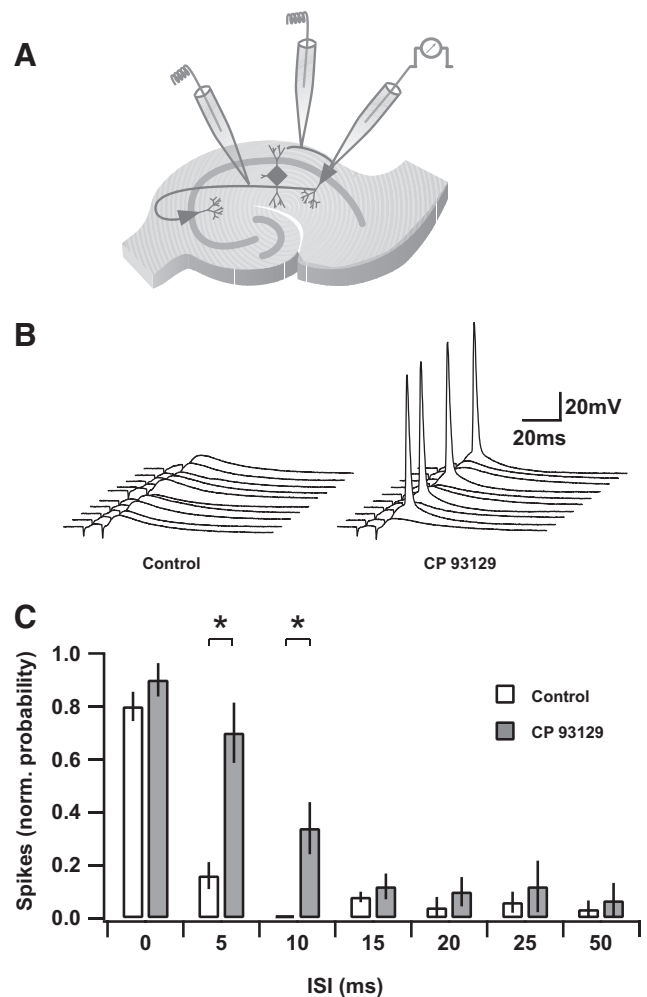 A
B
20mV
20ms
Control
CP 93129
C
*
*
Spikes (norm. probability)
1.0
0.8
0.6
0.4
0.2
0.0
Control
CP 93129
0 5 10 15 20 25 50
ISI (ms)